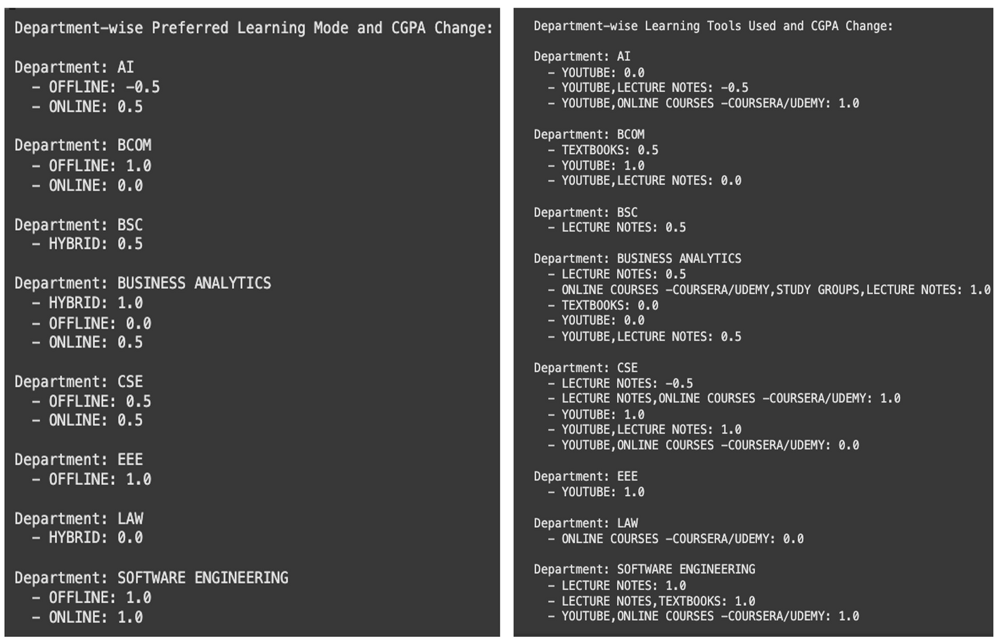 Department-wise Preferred Learning Mode and CGPA Change:
Department: AI
- OFFLINE: -0.5
- ONLINE: 0.5
Department: BCOM
- OFFLINE: 1.0
- ONLINE: 0.0
Department: BSC
- HYBRID: 0.5
Department: BUSINESS ANALYTICS
- HYBRID: 1.0
- OFFLINE: 0.0
- ONLINE: 0.5
Department: CSE
- OFFLINE: 0.5
- ONLINE: 0.5
Department: EEE
- OFFLINE: 1.0
Department: LAW
- HYBRID: 0.0
Department: SOFTWARE ENGINEERING
- OFFLINE: 1.0
- ONLINE: 1.0
Department-wise Learning Tools Used and CGPA Change:
Department: AI
- YOUTUBE: 0.0
- YOUTUBE,LECTURE NOTES: -0.5
- YOUTUBE,ONLINE COURSES -COURSERA/UDEMY: 1.0
Department: BCOM
- TEXTBOOKS: 0.5
- YOUTUBE: 1.0
- YOUTUBE,LECTURE NOTES: 0.0
Department: BSC
- LECTURE NOTES: 0.5
Department: BUSINESS ANALYTICS
- LECTURE NOTES: 0.5
- ONLINE COURSES -COURSERA/UDEMY,STUDY GROUPS,LECTURE NOTES: 1.0
- TEXTBOOKS: 0.0
- YOUTUBE: 0.0
- YOUTUBE,LECTURE NOTES: 0.5
Department: CSE
- LECTURE NOTES: -0.5
- LECTURE NOTES,ONLINE COURSES -COURSERA/UDEMY: 1.0
- YOUTUBE: 1.0
- YOUTUBE,LECTURE NOTES: 1.0
- YOUTUBE,ONLINE COURSES -COURSERA/UDEMY: 0.0
Department: EEE
- YOUTUBE: 1.0
Department: LAW
- ONLINE COURSES -COURSERA/UDEMY: 0.0
Department: SOFTWARE ENGINEERING
- LECTURE NOTES: 1.0
- LECTURE NOTES,TEXTBOOKS: 1.0
- YOUTUBE,ONLINE COURSES -COURSERA/UDEMY: 1.0